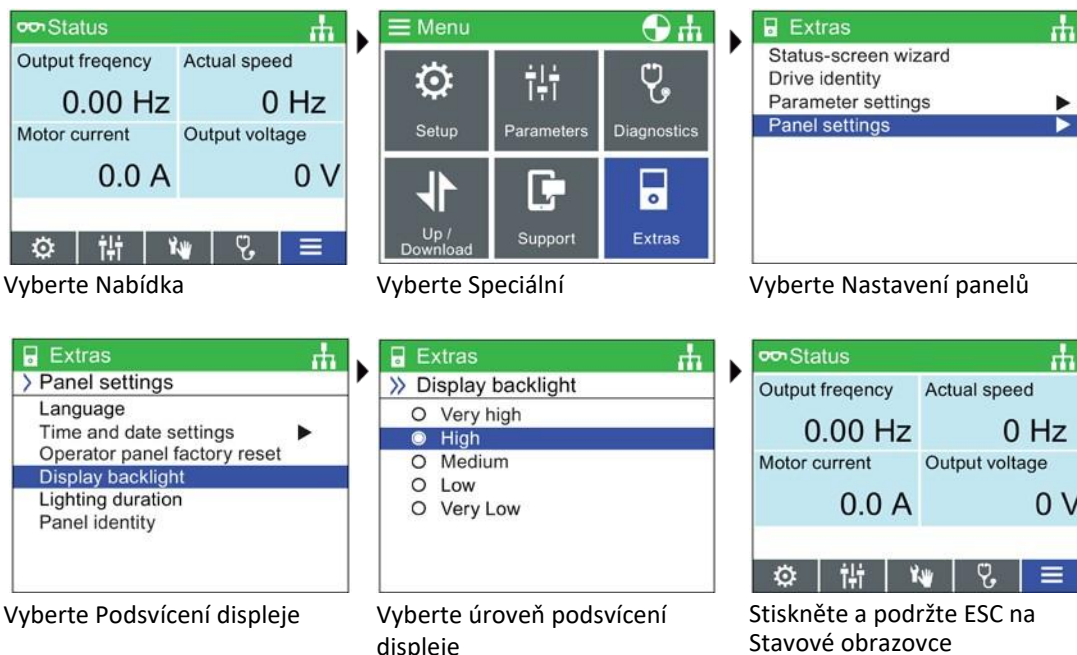 Status
Output freqency Actual speed
0.00 Hz 0 Hz
Motor current Output voltage
0.0 A 0 V
Vyberte Nabídka
Menu
Setup Parameters Diagnostics
Up / Download Support Extras
Vyberte Speciální
Extras
Status-screen wizard
Drive identity
Parameter settings
Panel settings
Vyberte Nastavení panelů
Extras
Panel settings
Language
Time and date settings
Operator panel factory reset
Display backlight
Lighting duration
Panel identity
Vyberte Podsvícení displeje
Extras
Display backlight
Very high
High
Medium
Low
Very Low
Vyberte úroveň podsvícení
displeje
Status
Output freqency Actual speed
0.00 Hz 0 Hz
Motor current Output voltage
0.0 A 0 V
Stiskněte a podržte ESC na
Stavové obrazovce